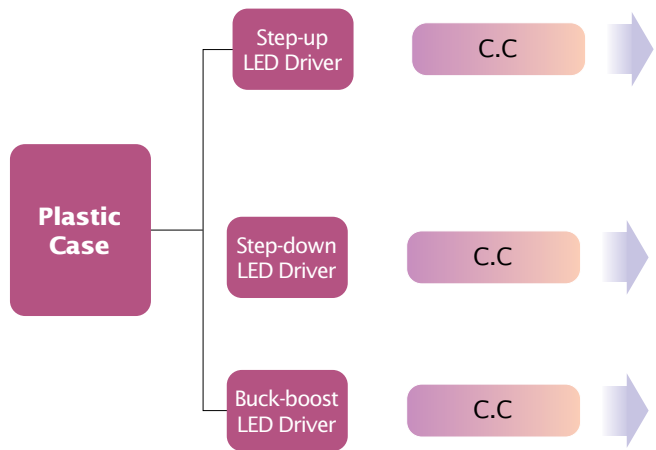 Step-up
LED Driver
C.C
Plastic
Case
Step-down
LED Driver
C.C
Buck-boost
LED Driver
C.C